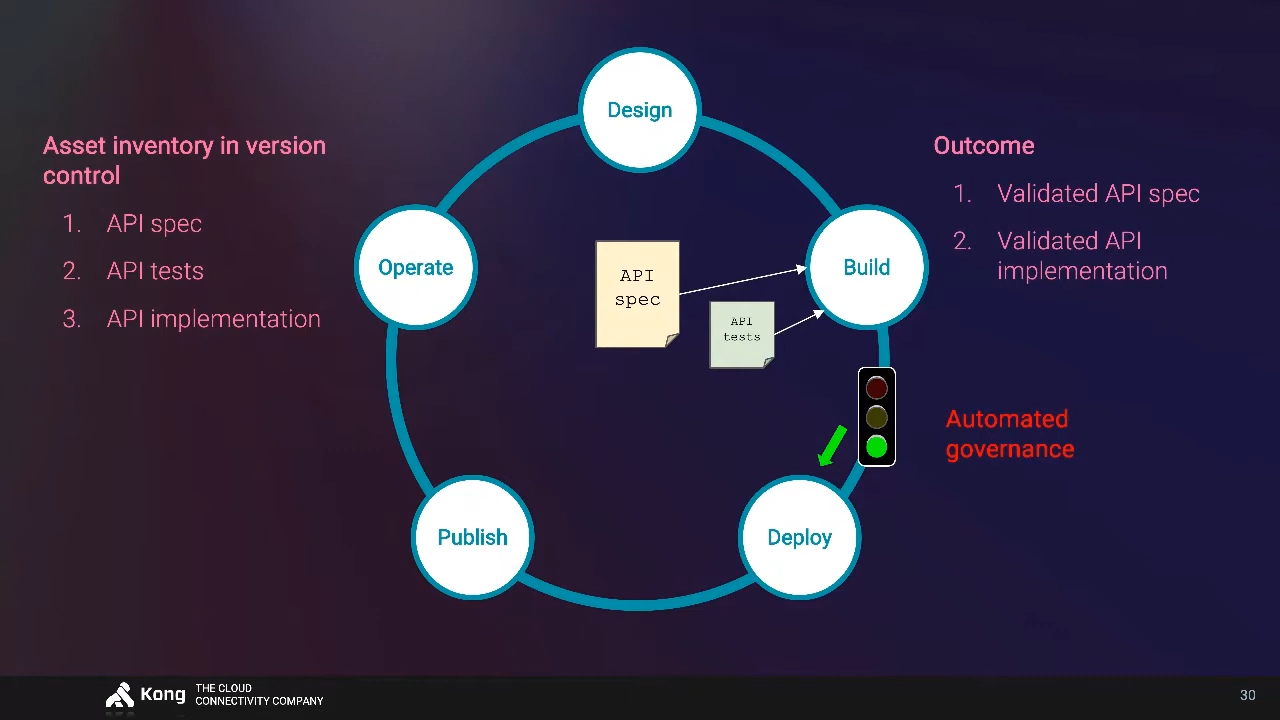 Design
Asset inventory in version
control
1. API spec
2. API tests
3. API implementation
Operate
API
spec
API
tests
Build
Outcome
1. Validated API spec
2. Validated API
implementation
Automated
governance
Publish
Deploy
Kong
THE CLOUD
CONNECTIVITY COMPANY
30